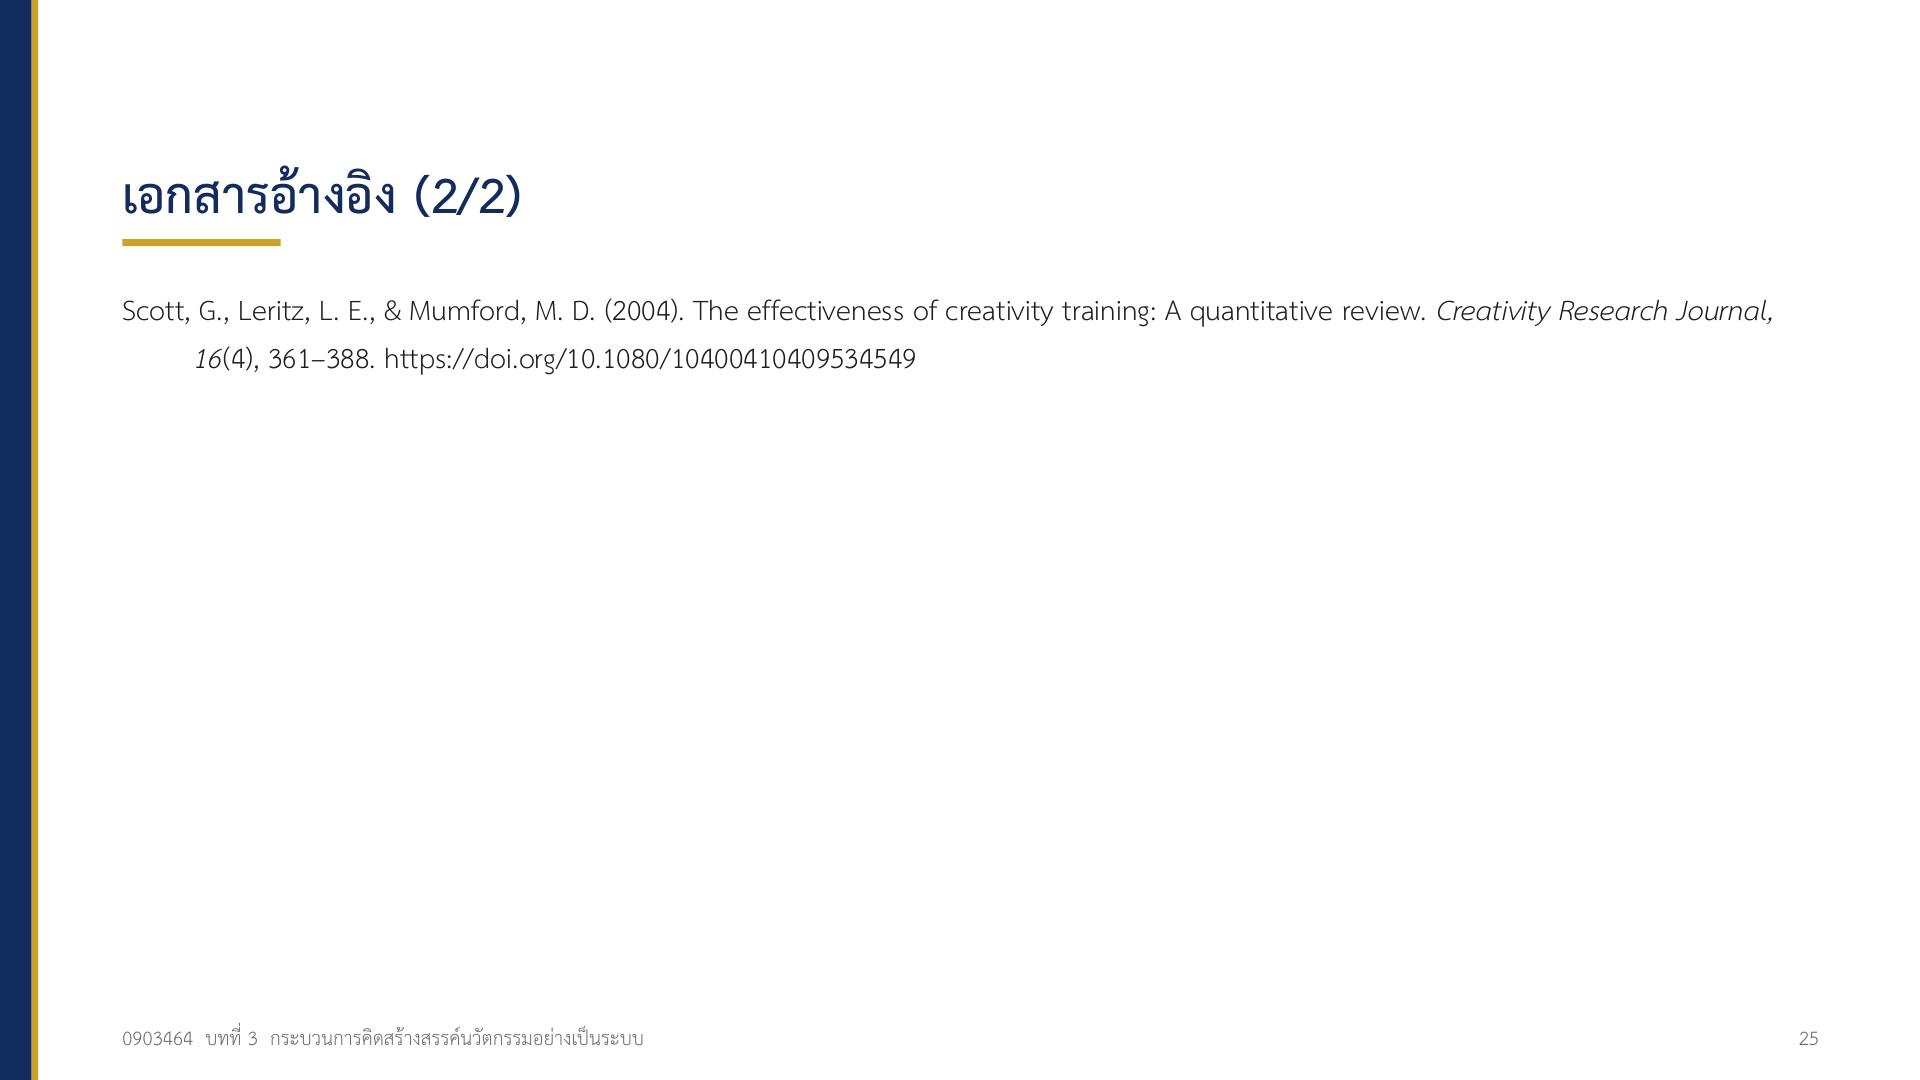 เอกสารอ้างอิง (2/2)
Scott, G., Leritz, L. E., & Mumford, M. D. (2004). The effectiveness of creativity training: A quantitative review. Creativity Research Journal,
16(4), 361–388. https://doi.org/10.1080/10400410409534549
0903464 บทที่ 3 กระบวนการคิดสร้างสรรค์นวัตกรรมอย่างเป็นระบบ
25